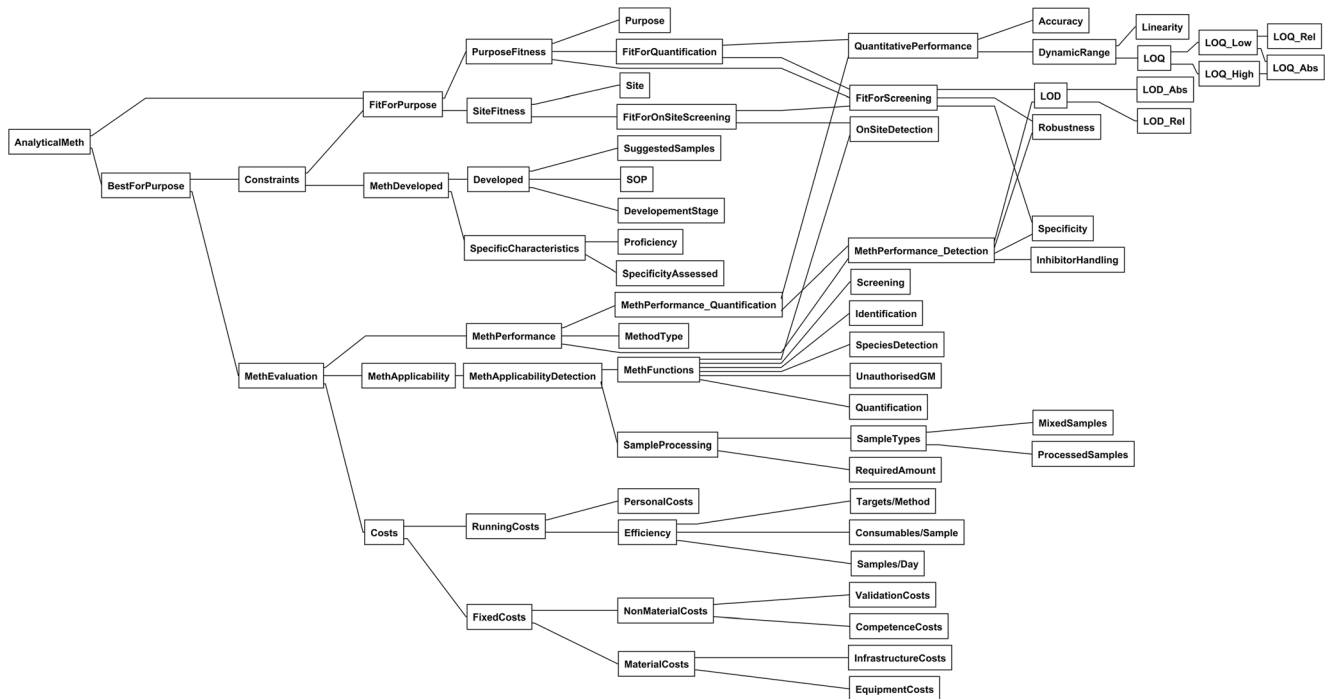 AnalyticalMeth
FitForPurpose
PurposeFitness
Purpose
FitForQuantification
QuantitativePerformance
Accuracy
DynamicRange
Linearity
LOQ
LOQ_Low
LOQ_Rel
LOQ_High
LOQ_Abs
SiteFitness
Site
FitForOnSiteScreening
FitForScreening
LOD
LOD_Abs
LOD_Rel
Robustness
OnSiteDetection
BestForPurpose
Constraints
MethDeveloped
Developed
SuggestedSamples
SOP
DevelopementStage
SpecificCharacteristics
Proficiency
SpecificityAssessed
MethPerformance_Detection
Specificity
InhibitorHandling
MethEvaluation
MethPerformance
MethPerformance_Quantification
MethodType
MethApplicability
MethApplicabilityDetection
MethFunctions
Screening
Identification
SpeciesDetection
UnauthorisedGM
Quantification
SampleProcessing
SampleTypes
MixedSamples
ProcessedSamples
RequiredAmount
Costs
RunningCosts
PersonalCosts
Efficiency
Targets/Method
Consumables/Sample
Samples/Day
FixedCosts
NonMaterialCosts
ValidationCosts
CompetenceCosts
MaterialCosts
InfrastructureCosts
EquipmentCosts